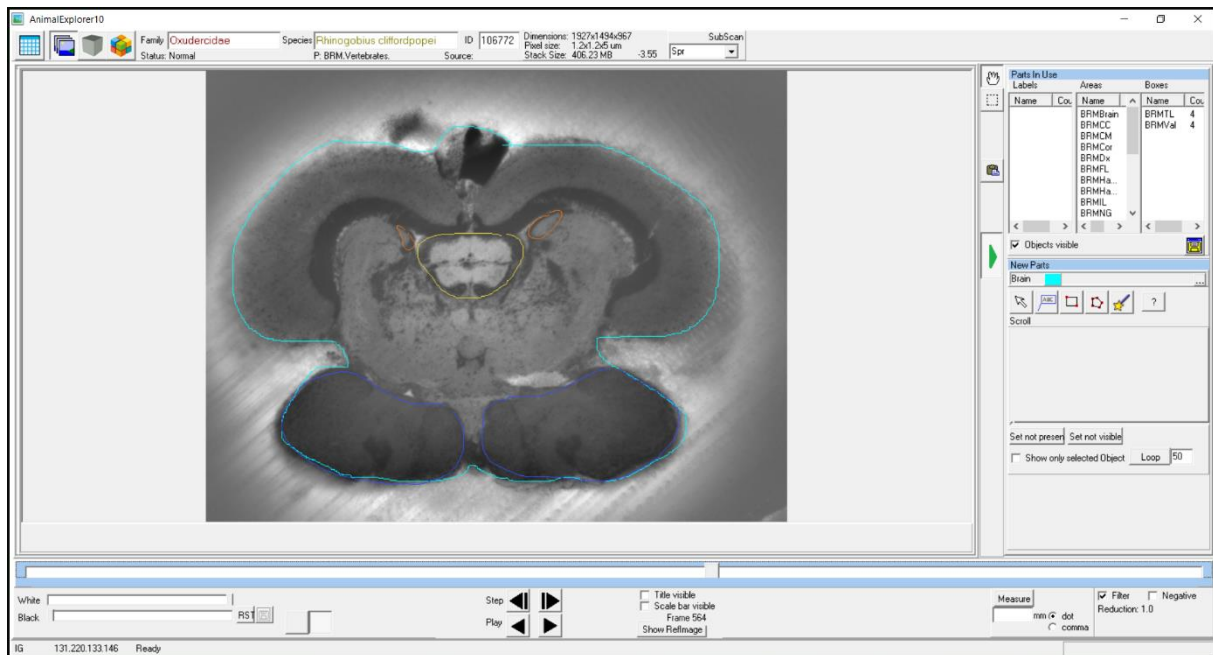 AnimalExplorer10
Family Oxudercidae Species Rhinogobius cliffordpopei ID 106772 Dimensions: 1927x1494x967 SubScan
Pixel size: 1.2x1.2x5 um
Status: Normal P: BRM.Vertebrates. Source: Stack Size: 406.23 MB -3.55 Spr
Parts In Use
Labels Areas Boxes
Name Cou Name Name Cou
BRMBrain BRMTL 4
BRMCC BRMVal 4
BRMCM
BRMCor
BRMDx
BRMFL
BRMHa...
BRMHa...
BRMIL
BRMNG
Objects visible
New Parts
Brain ...
ABC ?
Scroll
Set not presen Set not visible
Show only selected Object Loop 50
White
Black RST
Step
Play
Title visible
Scale bar visible
Frame 564
Show RefImage
Measure
mm dot
comma
Filter Negative
Reduction: 1.0
IG 131.220.133.146 Ready